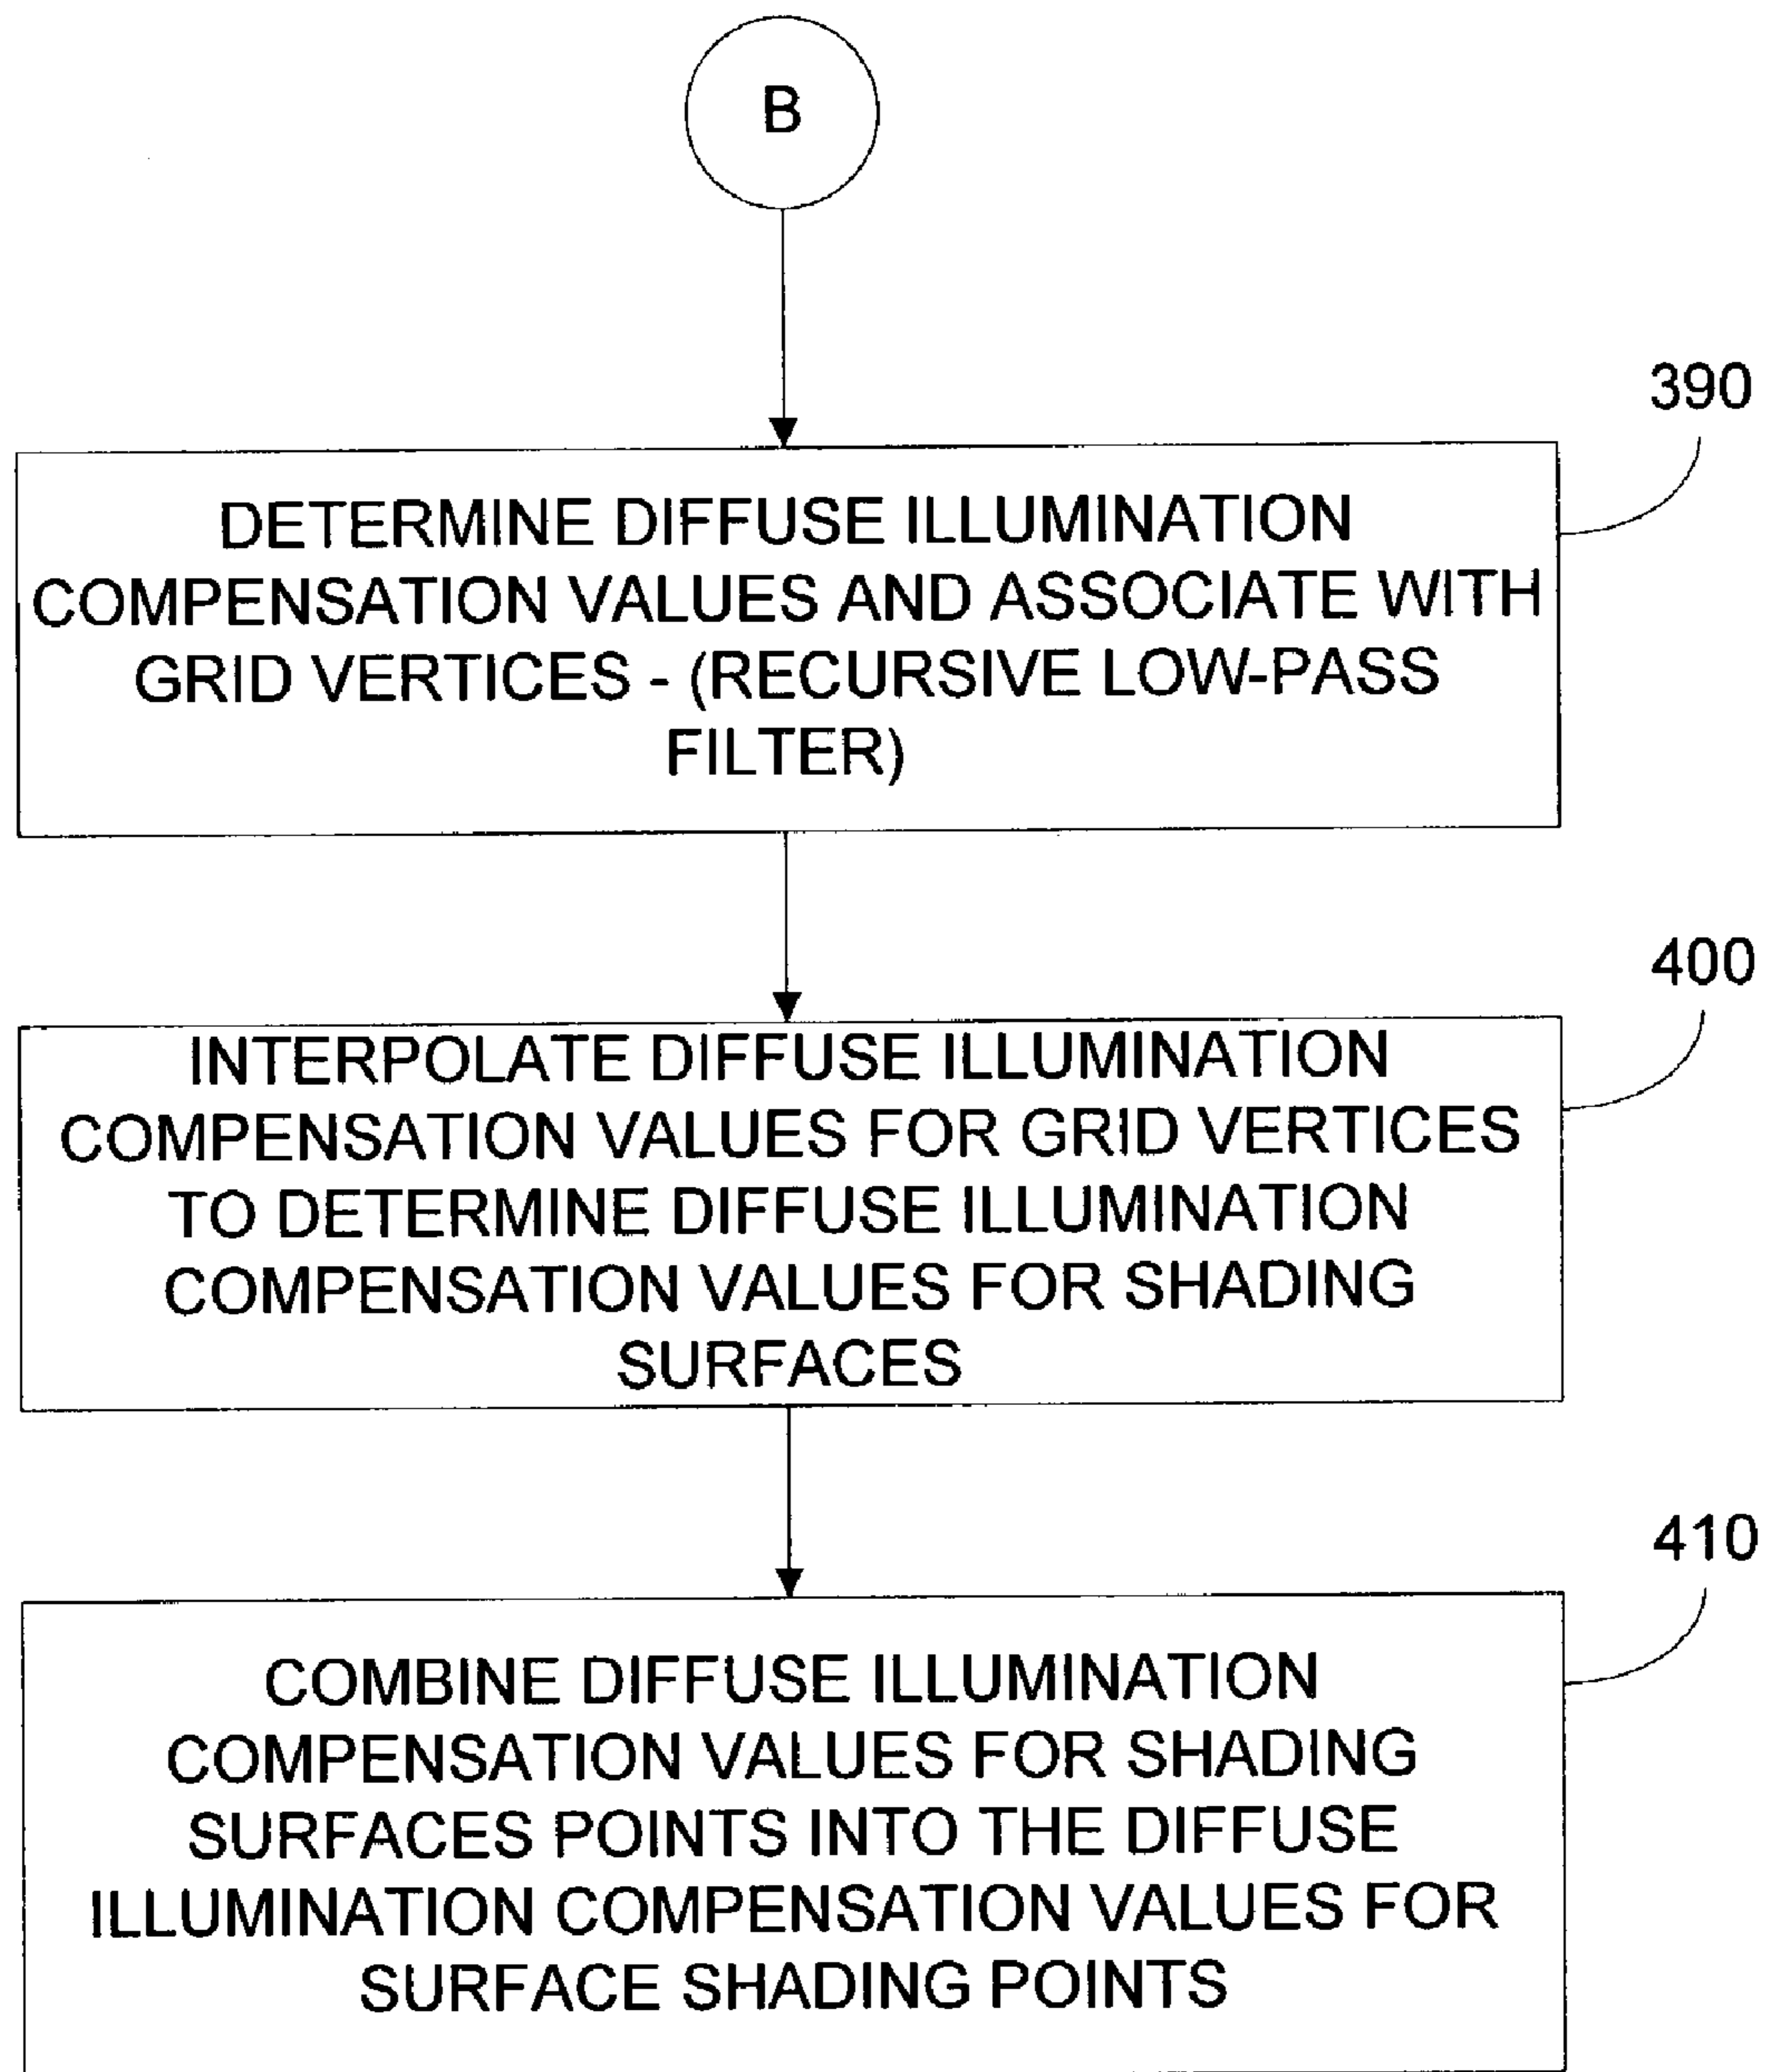 B
390
DETERMINE DIFFUSE ILLUMINATION
COMPENSATION VALUES AND ASSOCIATE WITH
GRID VERTICES - (RECURSIVE LOW-PASS
FILTER)
400
INTERPOLATE DIFFUSE ILLUMINATION
COMPENSATION VALUES FOR GRID VERTICES
TO DETERMINE DIFFUSE ILLUMINATION
COMPENSATION VALUES FOR SHADING
SURFACES
410
COMBINE DIFFUSE ILLUMINATION
COMPENSATION VALUES FOR SHADING
SURFACES POINTS INTO THE DIFFUSE
ILLUMINATION COMPENSATION VALUES FOR
SURFACE SHADING POINTS